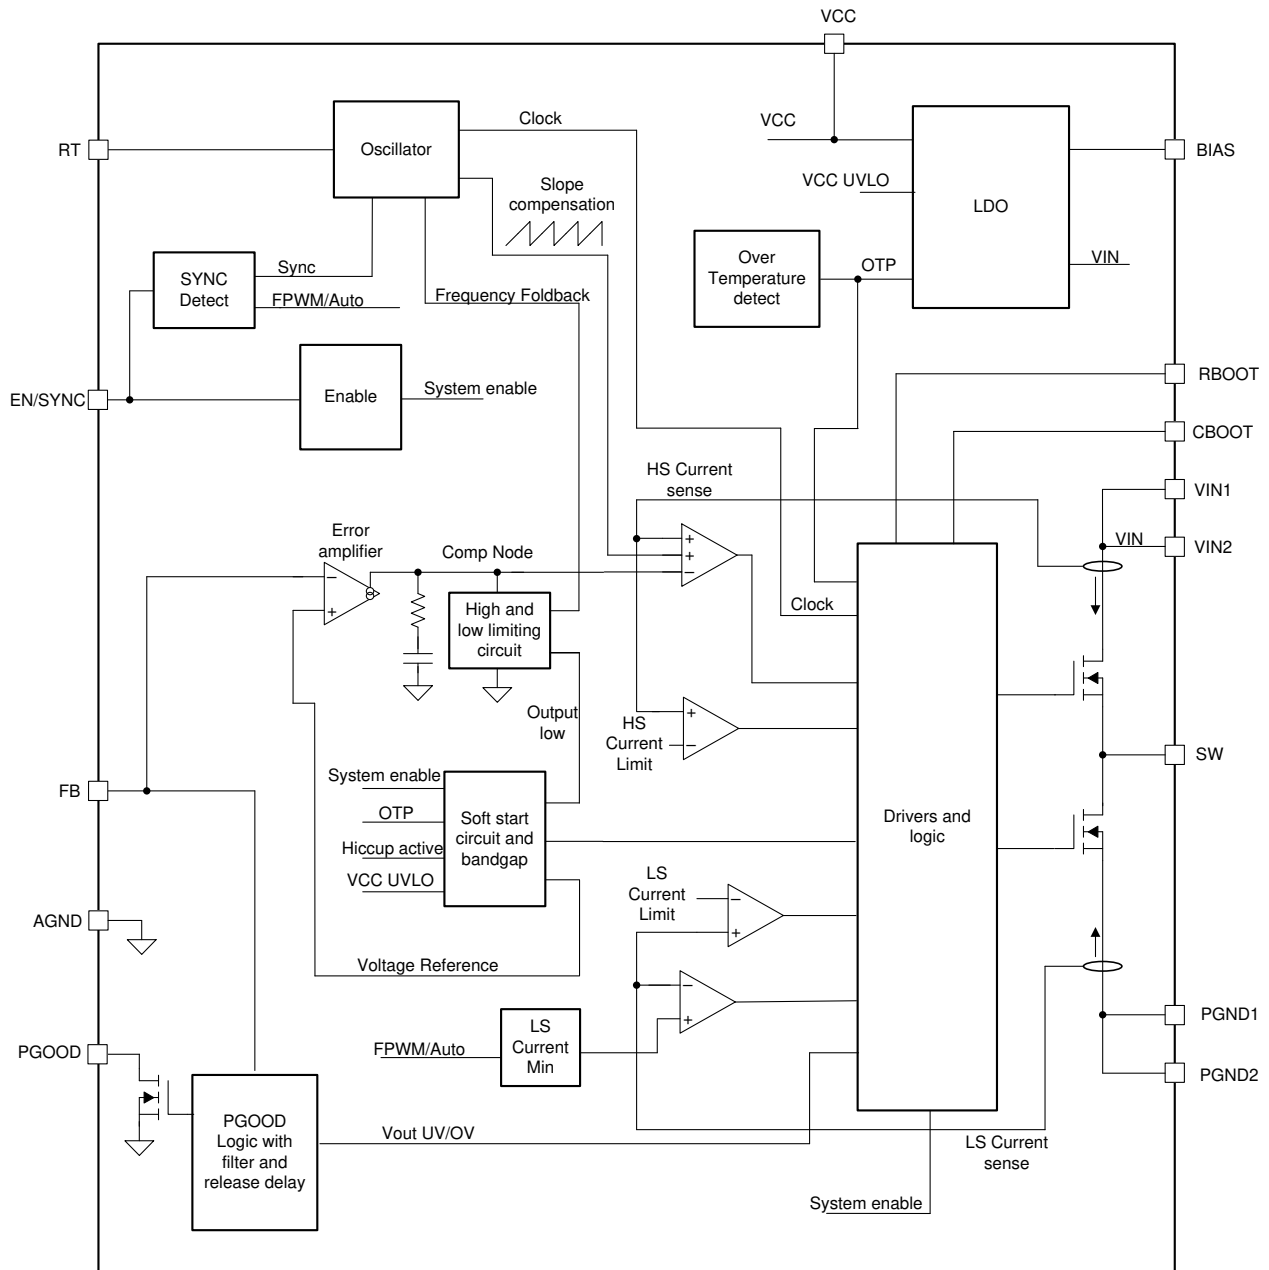 VCC
Clock
VCC
RT
Oscillator
BIAS
VCC UVLO
Slope
compensation
LDO
Over
Temperature
detect
OTP
VIN
SYNC
Detect
Sync
FPWM/Auto
Frequency Foldback
RBOOT
Enable
System enable
EN/SYNC
CBOOT
HS Current
sense
VIN1
Error
amplifier
Comp Node
+
+
−
VIN
VIN2
−
+
High and
low limiting
circuit
Clock
Output
low
HS
Current
Limit
+
−
SW
System enable
OTP
Hiccup active
VCC UVLO
Soft start
circuit and
bandgap
FB
Drivers and
logic
LS
Current
Limit
−
+
AGND
Voltage Reference
−
+
LS
Current
Min
FPWM/Auto
PGND1
PGOOD
PGND2
PGOOD
Logic with
filter and
release delay
Vout UV/OV
LS Current
sense
System enable